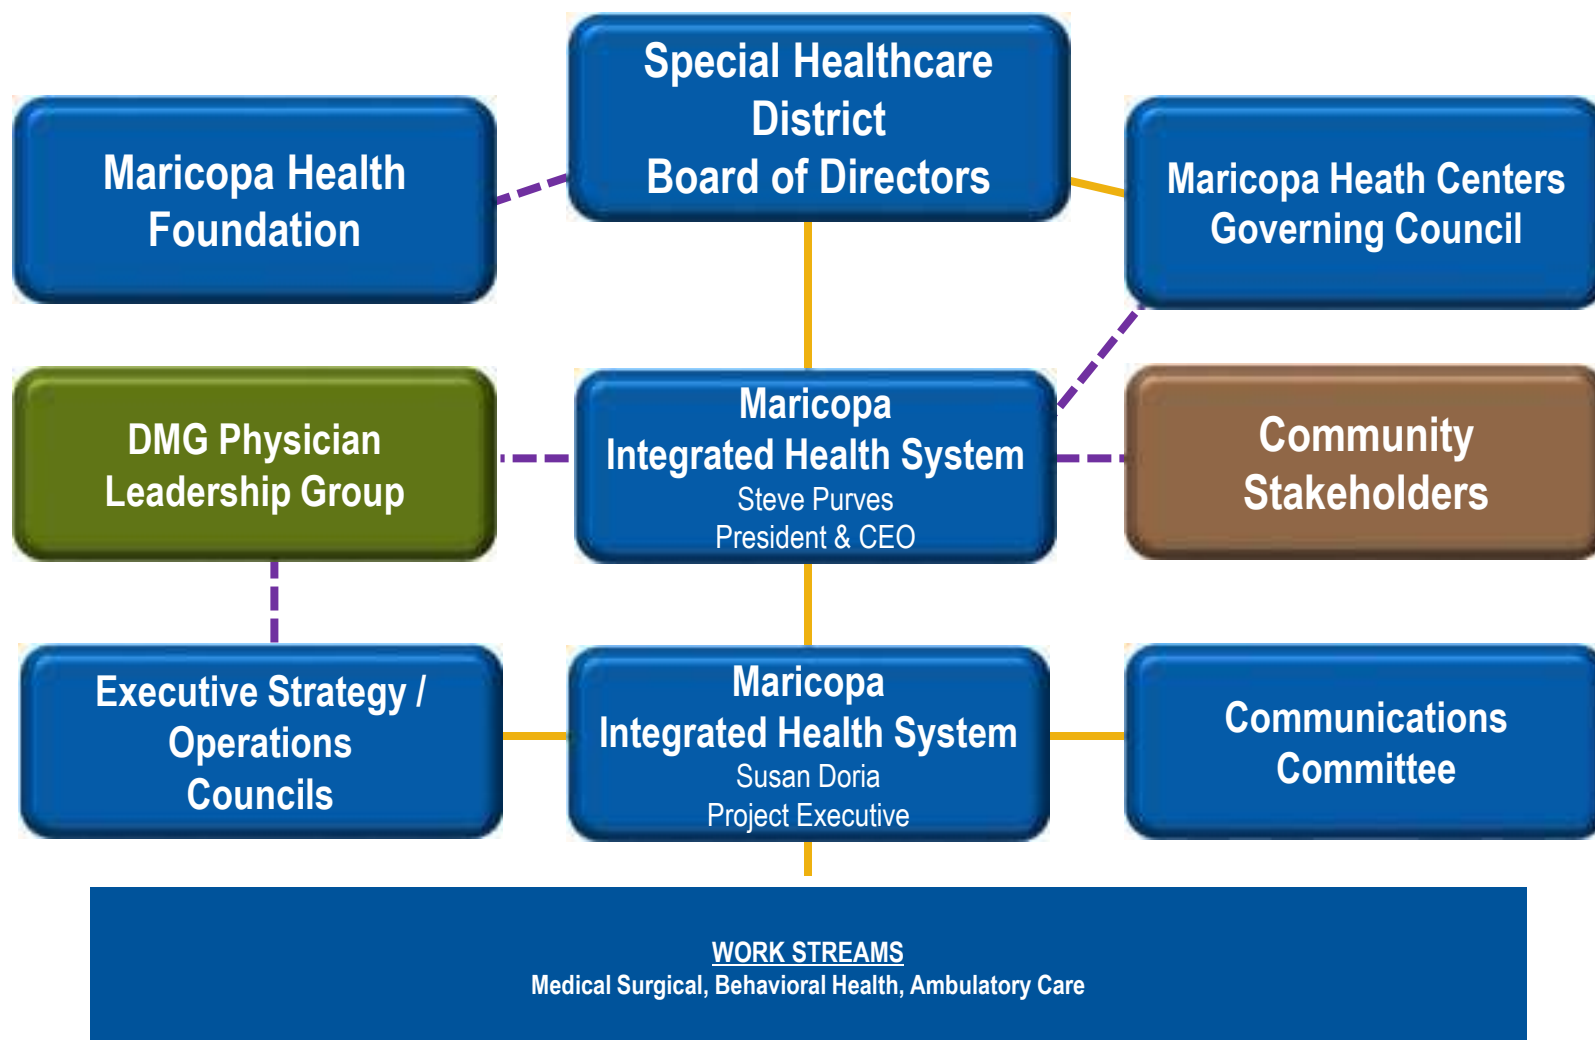 Special Healthcare
District
Board of Directors
Maricopa Health
Foundation
Maricopa Heath Centers
Governing Council
DMG Physician
Leadership Group
Maricopa
Integrated Health System
Steve Purves
President & CEO
Community
Stakeholders
Executive Strategy /
Operations
Councils
Maricopa
Integrated Health System
Susan Doria
Project Executive
Communications
Committee
WORK STREAMS
Medical Surgical, Behavioral Health, Ambulatory Care